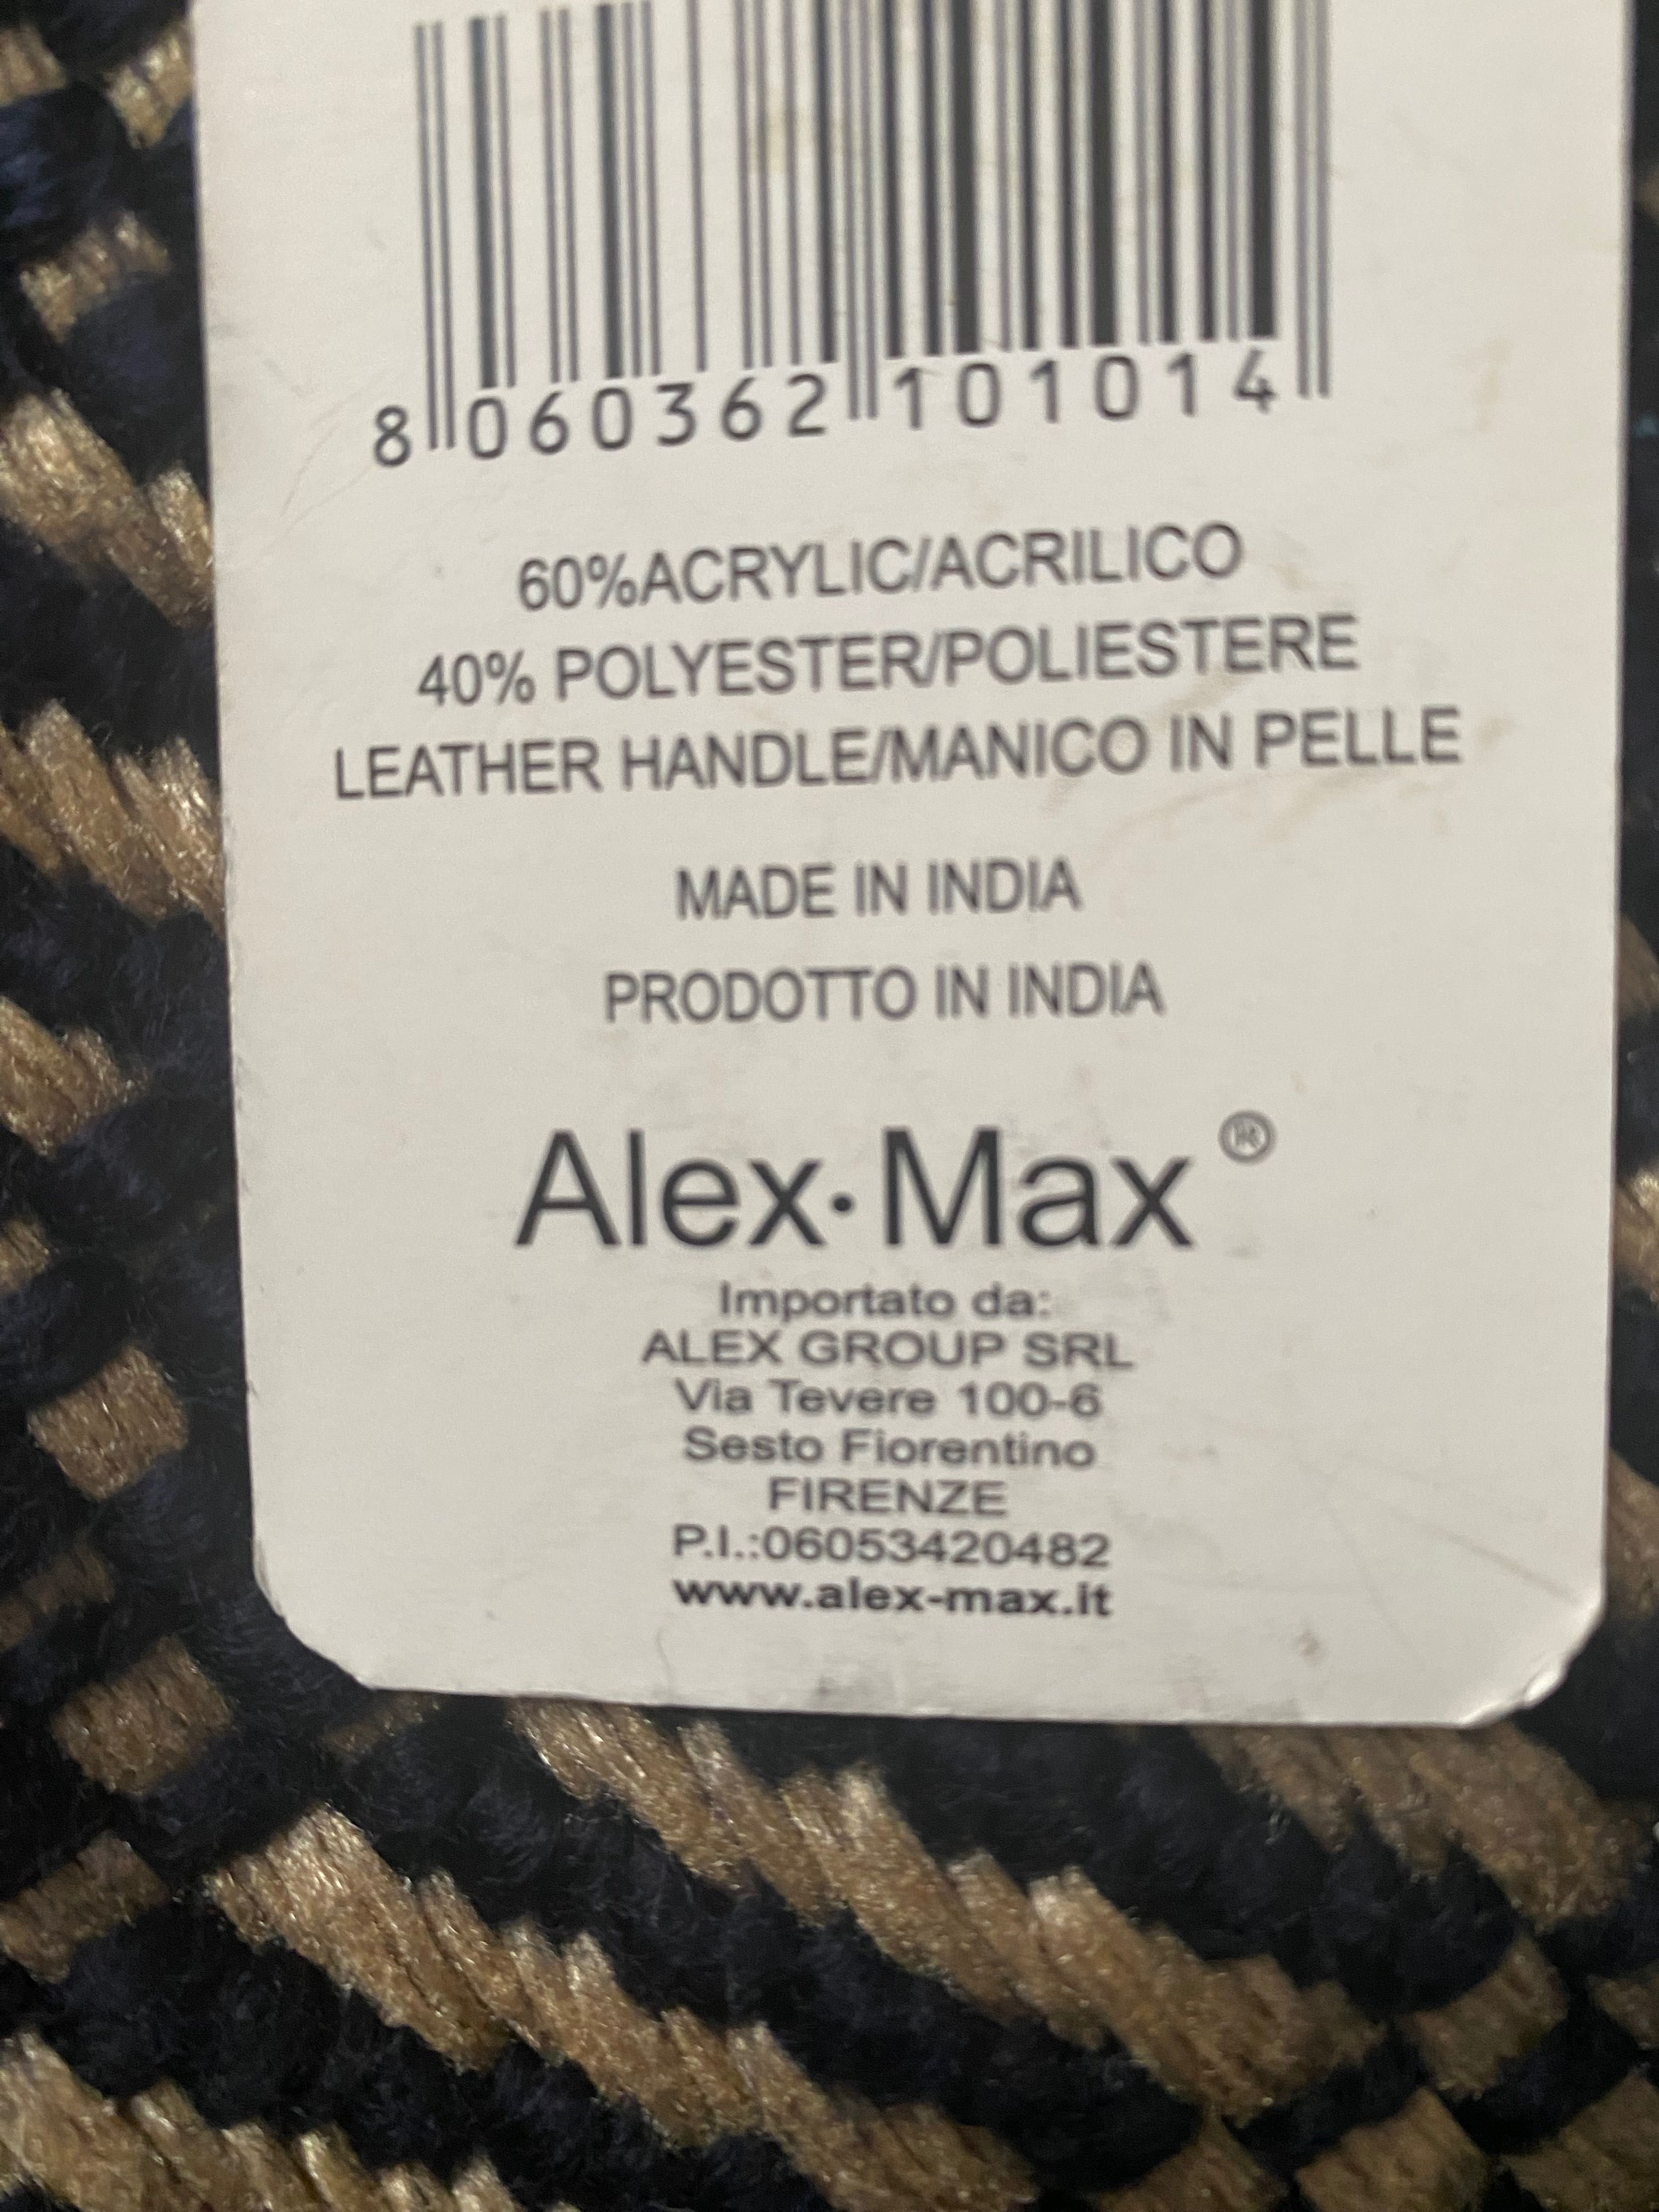 8 060362 101014
60%ACRYLIC/ACRILICO
40% POLYESTER/POLIESTERE
LEATHER HANDLE/MANICO IN PELLE
MADE IN INDIA
PRODOTTO IN INDIA
Alex·Max®
Importato da:
ALEX GROUP SRL
Via Tevere 100-6
Sesto Fiorentino
FIRENZE
P.I.:06053420482
www.alex-max.it